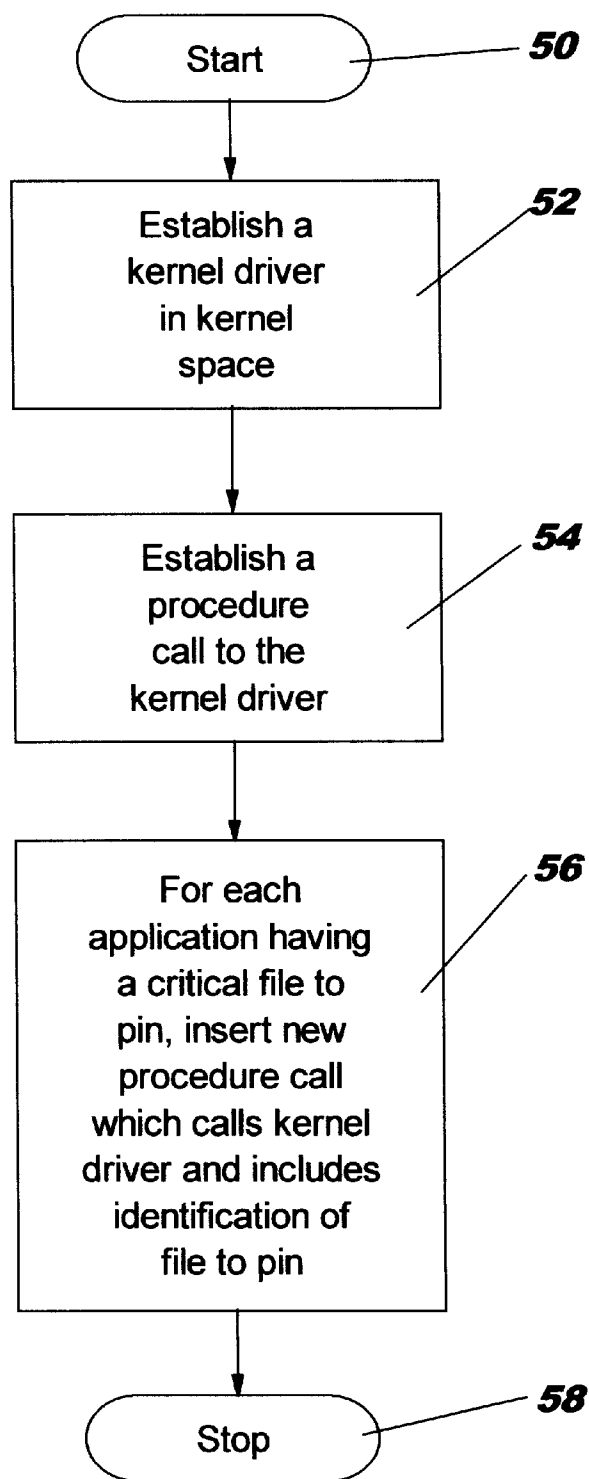 Start
50
Establish a
kernel driver
in kernel
space
52
Establish a
procedure
call to the
kernel driver
54
For each
application having
a critical file to
pin, insert new
procedure call
which calls kernel
driver and includes
identification of
file to pin
56
Stop
58